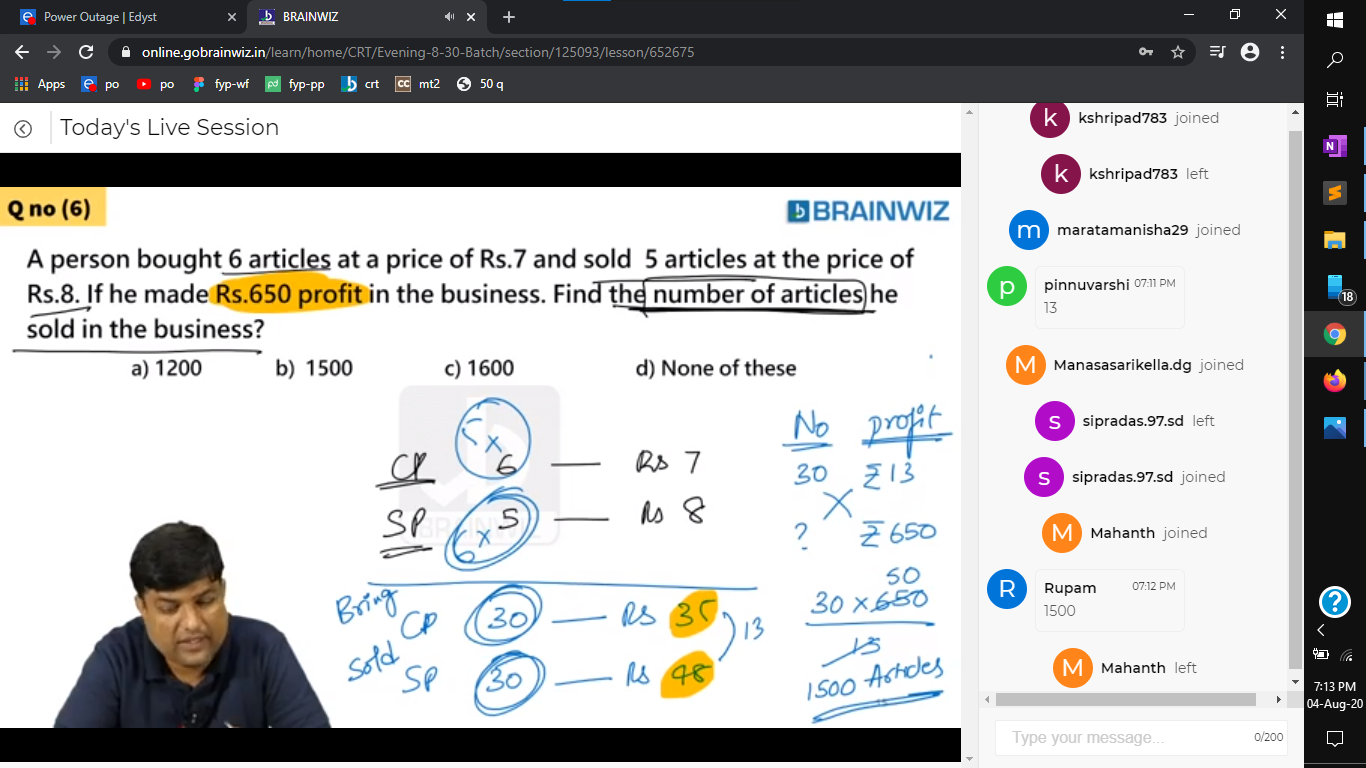 Power Outage | Edyst
BRAINWIZ
online.gobrainwiz.in/learn/home/CRT/Evening-8-30-Batch/section/125093/lesson/652675
Apps po po fyp-wf fyp-pp crt CC mt2 50 q
Today's Live Session
Q no (6)
BRAINWIZ
A person bought 6 articles at a price of Rs.7 and sold 5 articles at the price of
Rs.8. If he made Rs.650 profit in the business. Find the number of articles he
sold in the business?
a) 1200 b) 1500 c) 1600 d) None of these
5 x
CP 6 — Rs 7
SP 6 x 5 — Rs 8
BRAINWIZ
Bring CP 30 — Rs 35
13
Sold SP 30 — Rs 48
No profit
30 ₹ 13
? ₹ 650
50
30 x 650
13
1500 Articles
k kshripad783 joined
k kshripad783 left
m maratamanisha29 joined
p pinnuvarshi 07:11 PM
13
M Manasasarikella.dg joined
s sipradas.97.sd left
s sipradas.97.sd joined
M Mahanth joined
R Rupam 07:12 PM
1500
M Mahanth left
Type your message... 0/200
N
18
?
7:13 PM
04-Aug-20